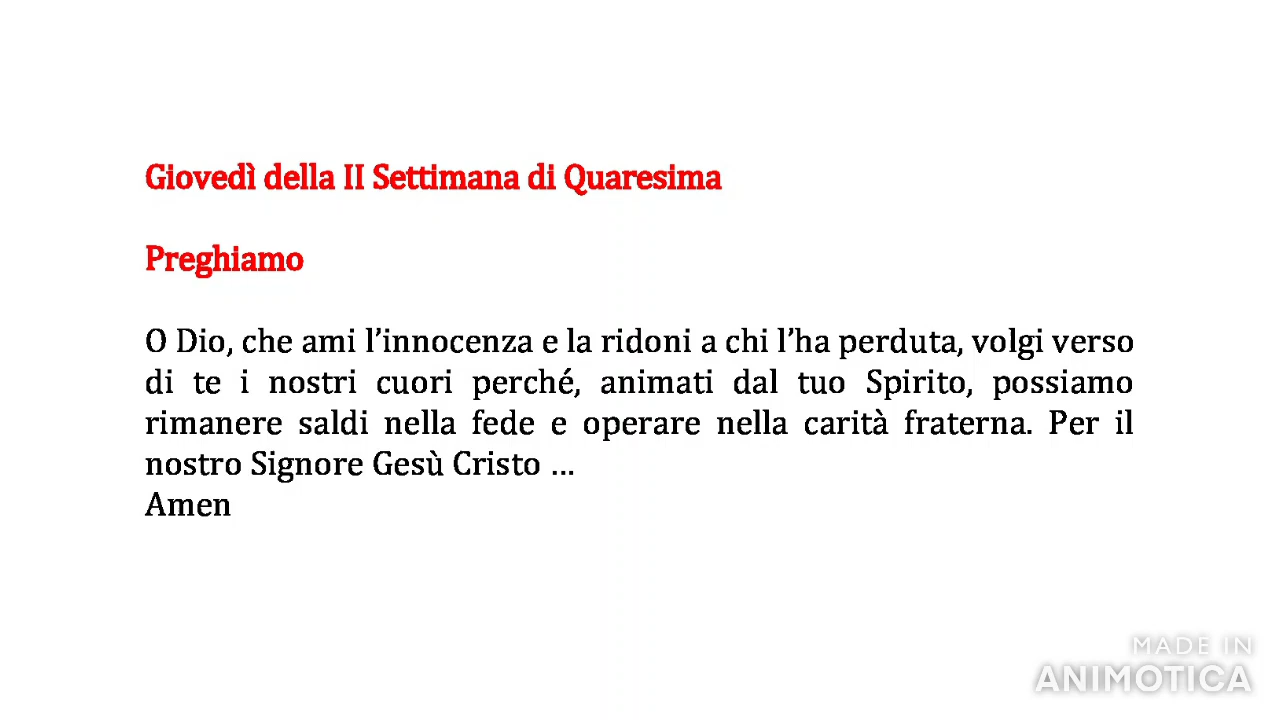 Giovedì della II Settimana di Quaresima
Preghiamo
O Dio, che ami l’innocenza e la ridoni a chi l’ha perduta, volgi verso
di te i nostri cuori perché, animati dal tuo Spirito, possiamo
rimanere saldi nella fede e operare nella carità fraterna. Per il
nostro Signore Gesù Cristo …
Amen
MADE IN
ANIMOTICA